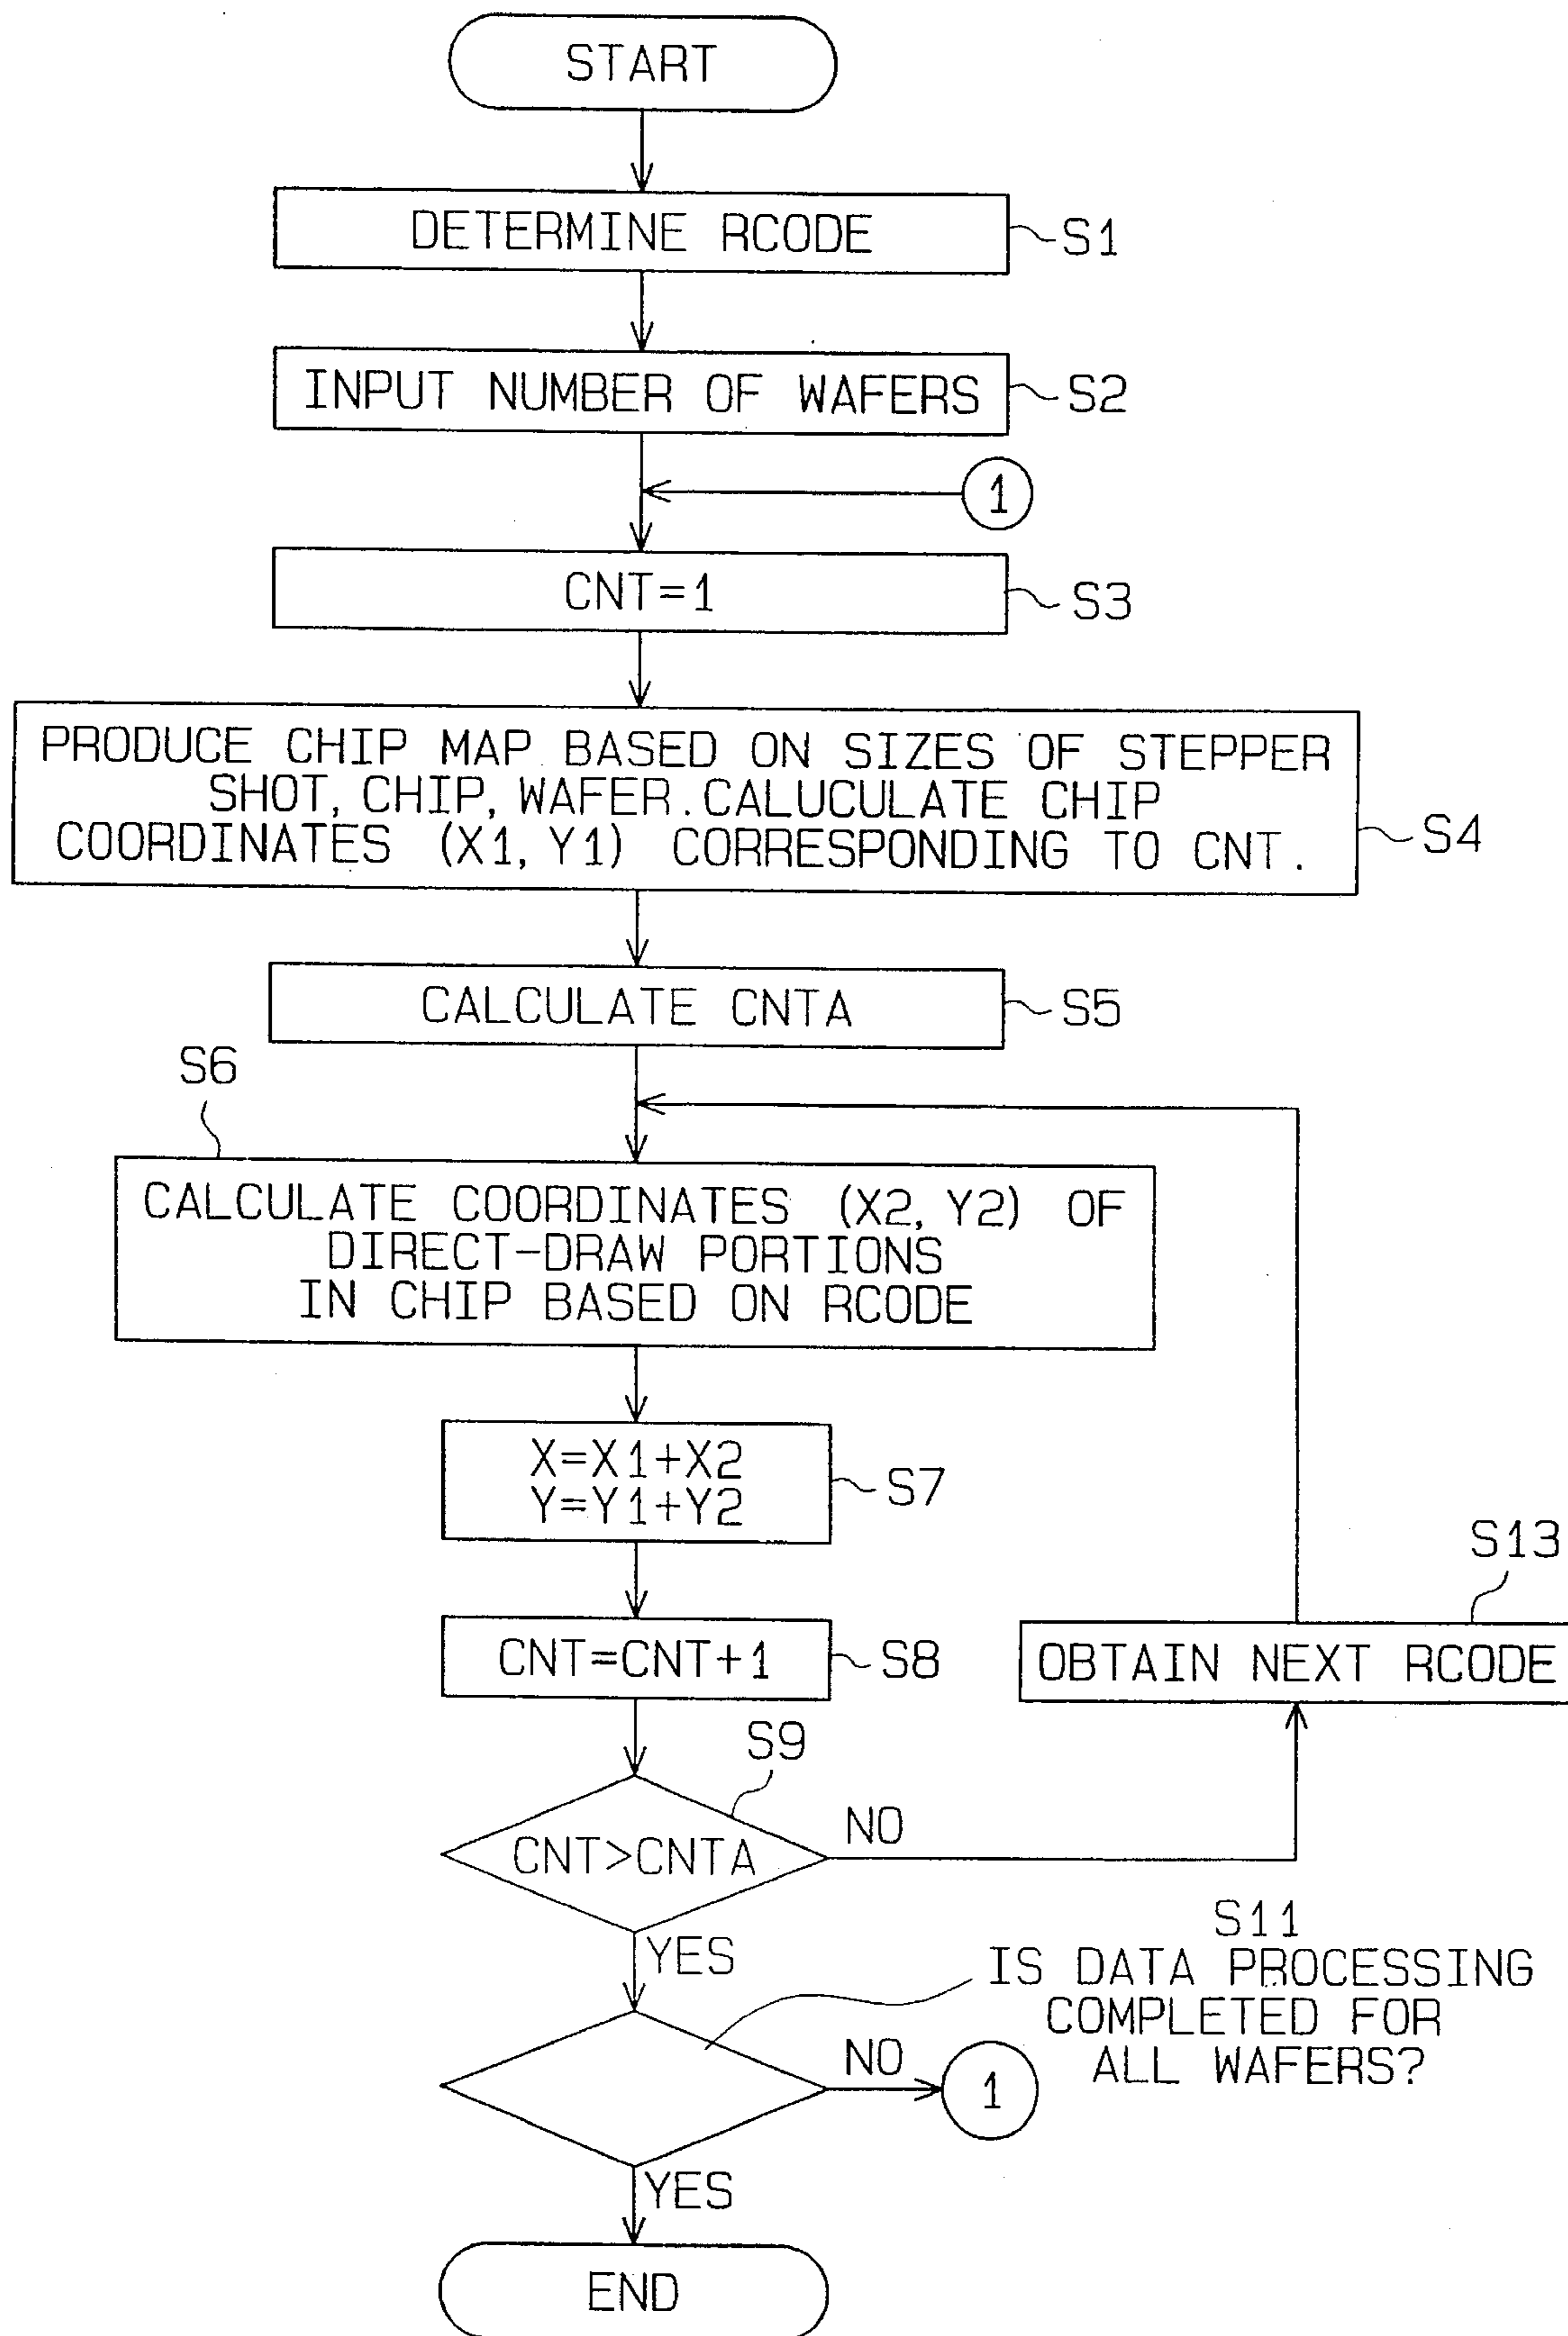 START
DETERMINE RCODE
S1
INPUT NUMBER OF WAFERS
S2
1
CNT=1
S3
PRODUCE CHIP MAP BASED ON SIZES OF STEPPER
SHOT, CHIP, WAFER. CALUCULATE CHIP
COORDINATES (X1, Y1) CORRESPONDING TO CNT.
S4
CALCULATE CNTA
S5
S6
CALCULATE COORDINATES (X2, Y2) OF
DIRECT-DRAW PORTIONS
IN CHIP BASED ON RCODE
X=X1+X2
Y=Y1+Y2
S7
S13
CNT=CNT+1
S8
OBTAIN NEXT RCODE
S9
CNT>CNTA
NO
YES
S11
IS DATA PROCESSING
COMPLETED FOR
ALL WAFERS?
NO
1
YES
END